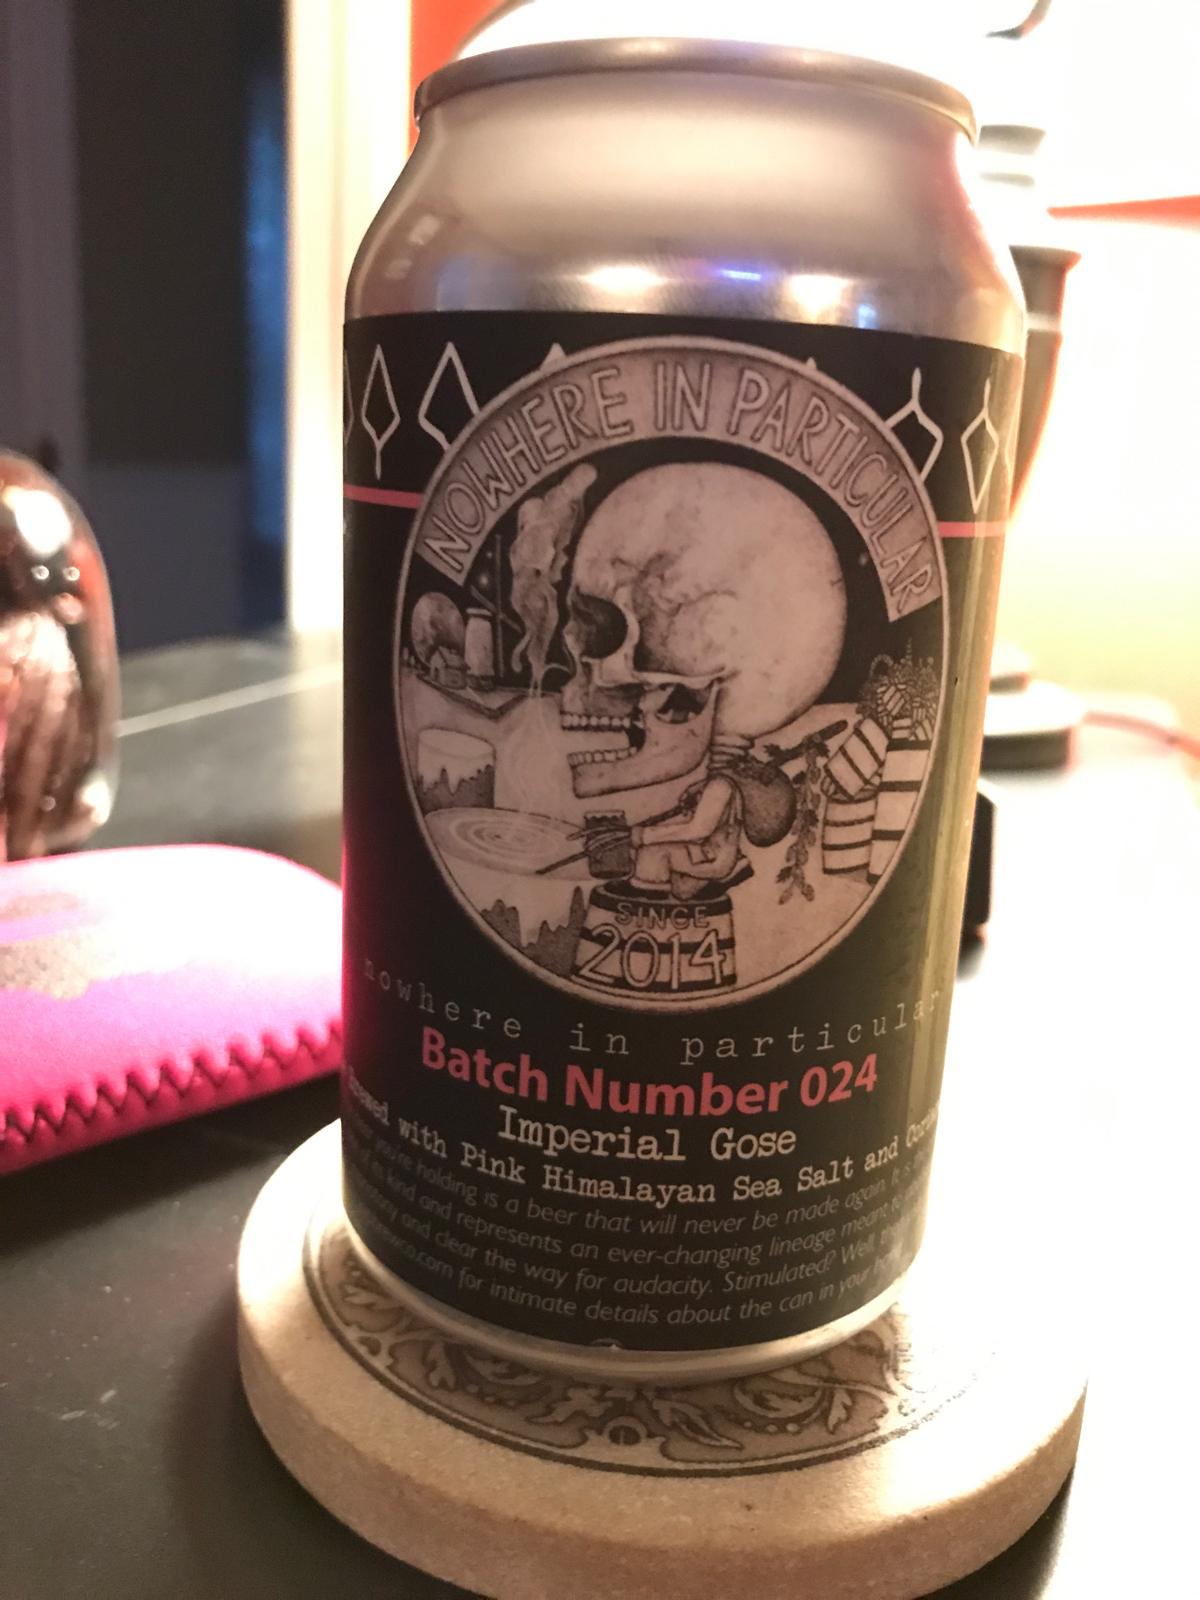 NOWHERE IN PARTICULAR
SINCE
2014
nowhere in particular
Batch Number 024
Imperial Gose
with Pink Himalayan Sea Salt and
you're holding is a beer that will never be made again. It is
of its kind and represents an ever-changing lineage meant to
and clear the way for audacity. Stimulated? Well,
for intimate details about the can in your